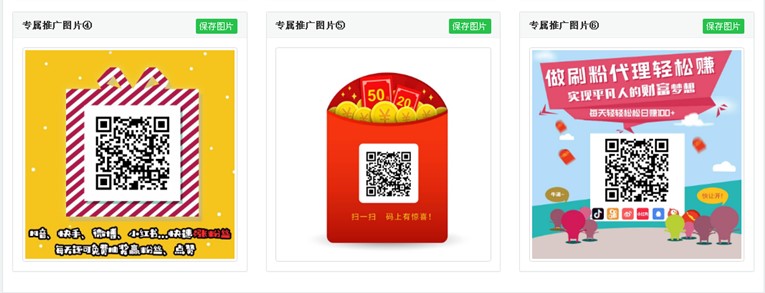 专属推广图片④
保存图片
抖音、快手、微博、小红书...快速涨粉丝
每天还可免费抽奖赢粉丝、点赞
专属推广图片⑤
保存图片
50
20
扫一扫 码上有惊喜!
专属推广图片⑥
保存图片
做刷粉代理轻松赚
实现平凡人的财富梦想
每天轻轻松松日赚100+